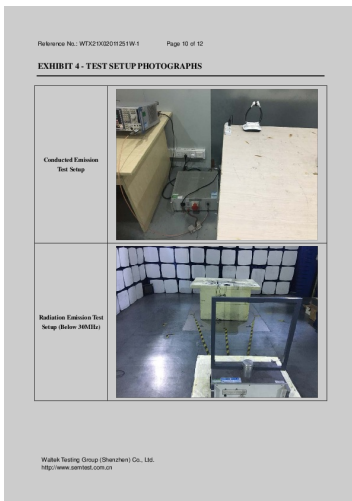 Reference No.: WTX21X02011251W-1 Page 10 of 12
EXHIBIT 4 - TEST SETUP PHOTOGRAPHS
Conducted Emission
Test Setup
Radiation Emission Test
Setup (Below 30MHz)
Waltek Testing Group (Shenzhen) Co., Ltd.
http://www.semtest.com.cn